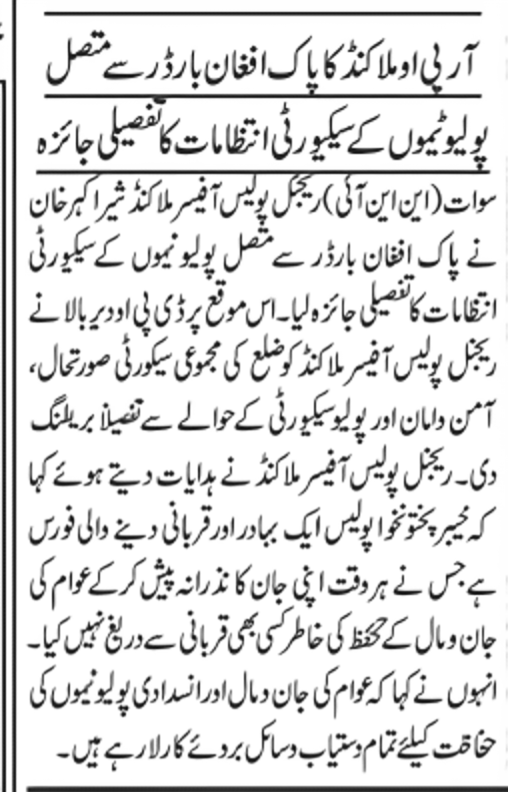 آر پی او ملاکنڈ کا پاک افغان بارڈر سے متصل
پولیو ٹیموں کے سیکیورٹی انتظامات کا تفصیلی جائزہ
سوات (این این آئی) ریجنل پولیس آفیسر ملاکنڈ شیر اکبر خان
نے پاک افغان بارڈر سے متصل پولیو ٹیموں کے سیکیورٹی
انتظامات کا تفصیلی جائزہ لیا۔ اس موقع پر ڈی پی او دیر بالا نے
ریجنل پولیس آفیسر ملاکنڈ کو ضلع کی مجموعی سیکورٹی صورتحال،
آمن وامان اور پولیو سیکیورٹی کے حوالے سے تفصیلاً بریفنگ
دی۔ ریجنل پولیس آفیسر ملاکنڈ نے ہدایات دیتے ہوئے کہا
کہ خیبر پختونخوا پولیس ایک بہادر اور قربانی دینے والی فورس
ہے جس نے ہر وقت اپنی جان کا نذرانہ پیش کر کے عوام کی
جان و مال کے تحفظ کی خاطر کسی بھی قربانی سے دریغ نہیں کیا۔
انہوں نے کہا کہ عوام کی جان و مال اور انسدادی پولیو ٹیموں کی
حفاظت کیلئے تمام دستیاب وسائل بروئے کار لا رہے ہیں۔